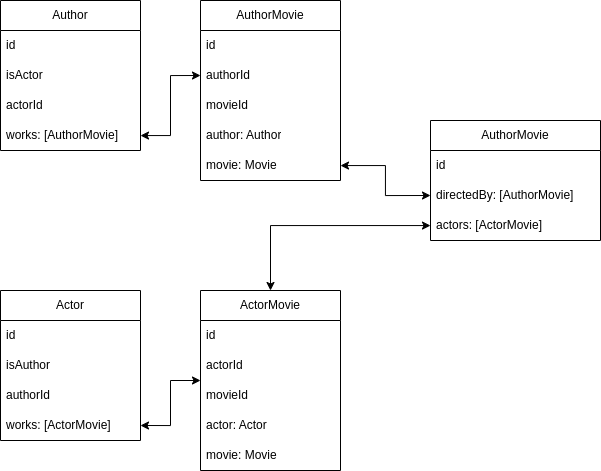 Author
id
isActor
actorId
works: [AuthorMovie]
AuthorMovie
id
authorId
movieId
author: Author
movie: Movie
AuthorMovie
id
directedBy: [AuthorMovie]
actors: [ActorMovie]
Actor
id
isAuthor
authorId
works: [ActorMovie]
ActorMovie
id
actorId
movieId
actor: Actor
movie: Movie